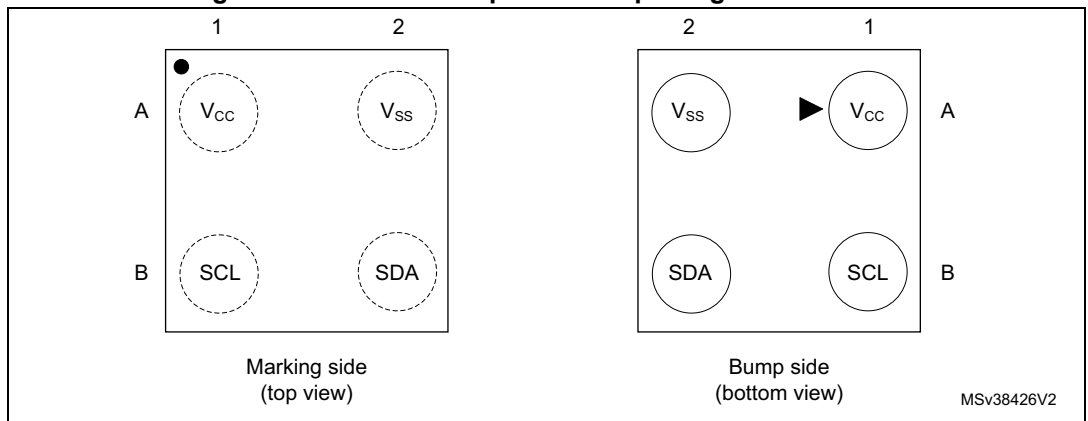 1 2 2 1
A V_CC V_SS V_SS V_CC A
B SCL SDA SDA SCL B
Marking side Bump side
(top view) (bottom view)
MSv38426V2